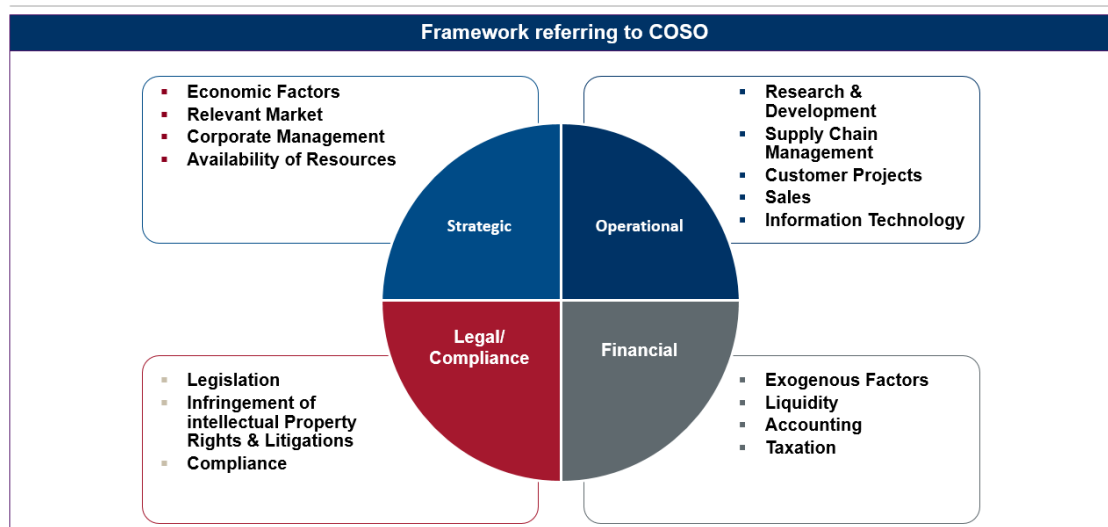 Framework referring to COSO
Economic Factors
Relevant Market
Corporate Management
Availability of Resources
Research &
Development
Supply Chain
Management
Customer Projects
Sales
Information Technology
Strategic
Operational
Legal/
Compliance
Financial
Legislation
Infringement of
intellectual Property
Rights & Litigations
Compliance
Exogenous Factors
Liquidity
Accounting
Taxation